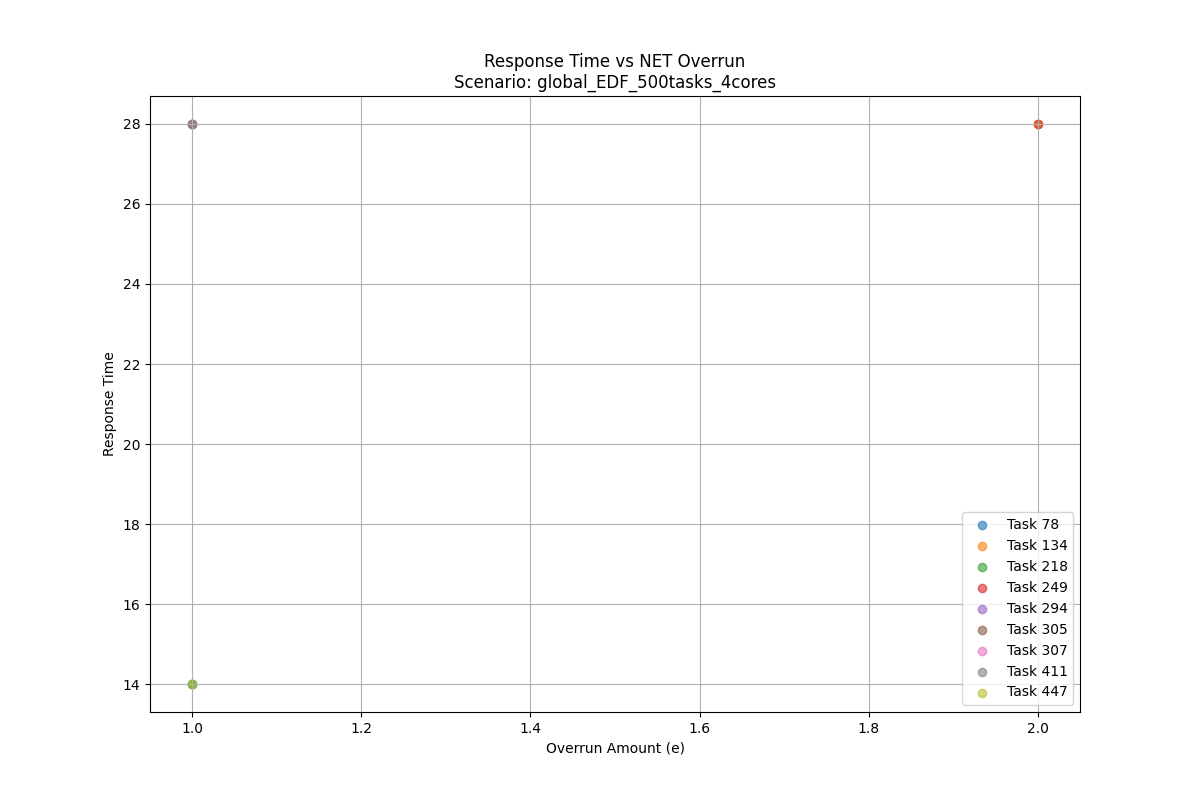 Response Time vs NET Overrun
Scenario: global_EDF_500tasks_4cores
Response Time
28
26
24
22
20
18
16
14
1.0
1.2
1.4
1.6
1.8
2.0
Overrun Amount (e)
Task 78
Task 134
Task 218
Task 249
Task 294
Task 305
Task 307
Task 411
Task 447